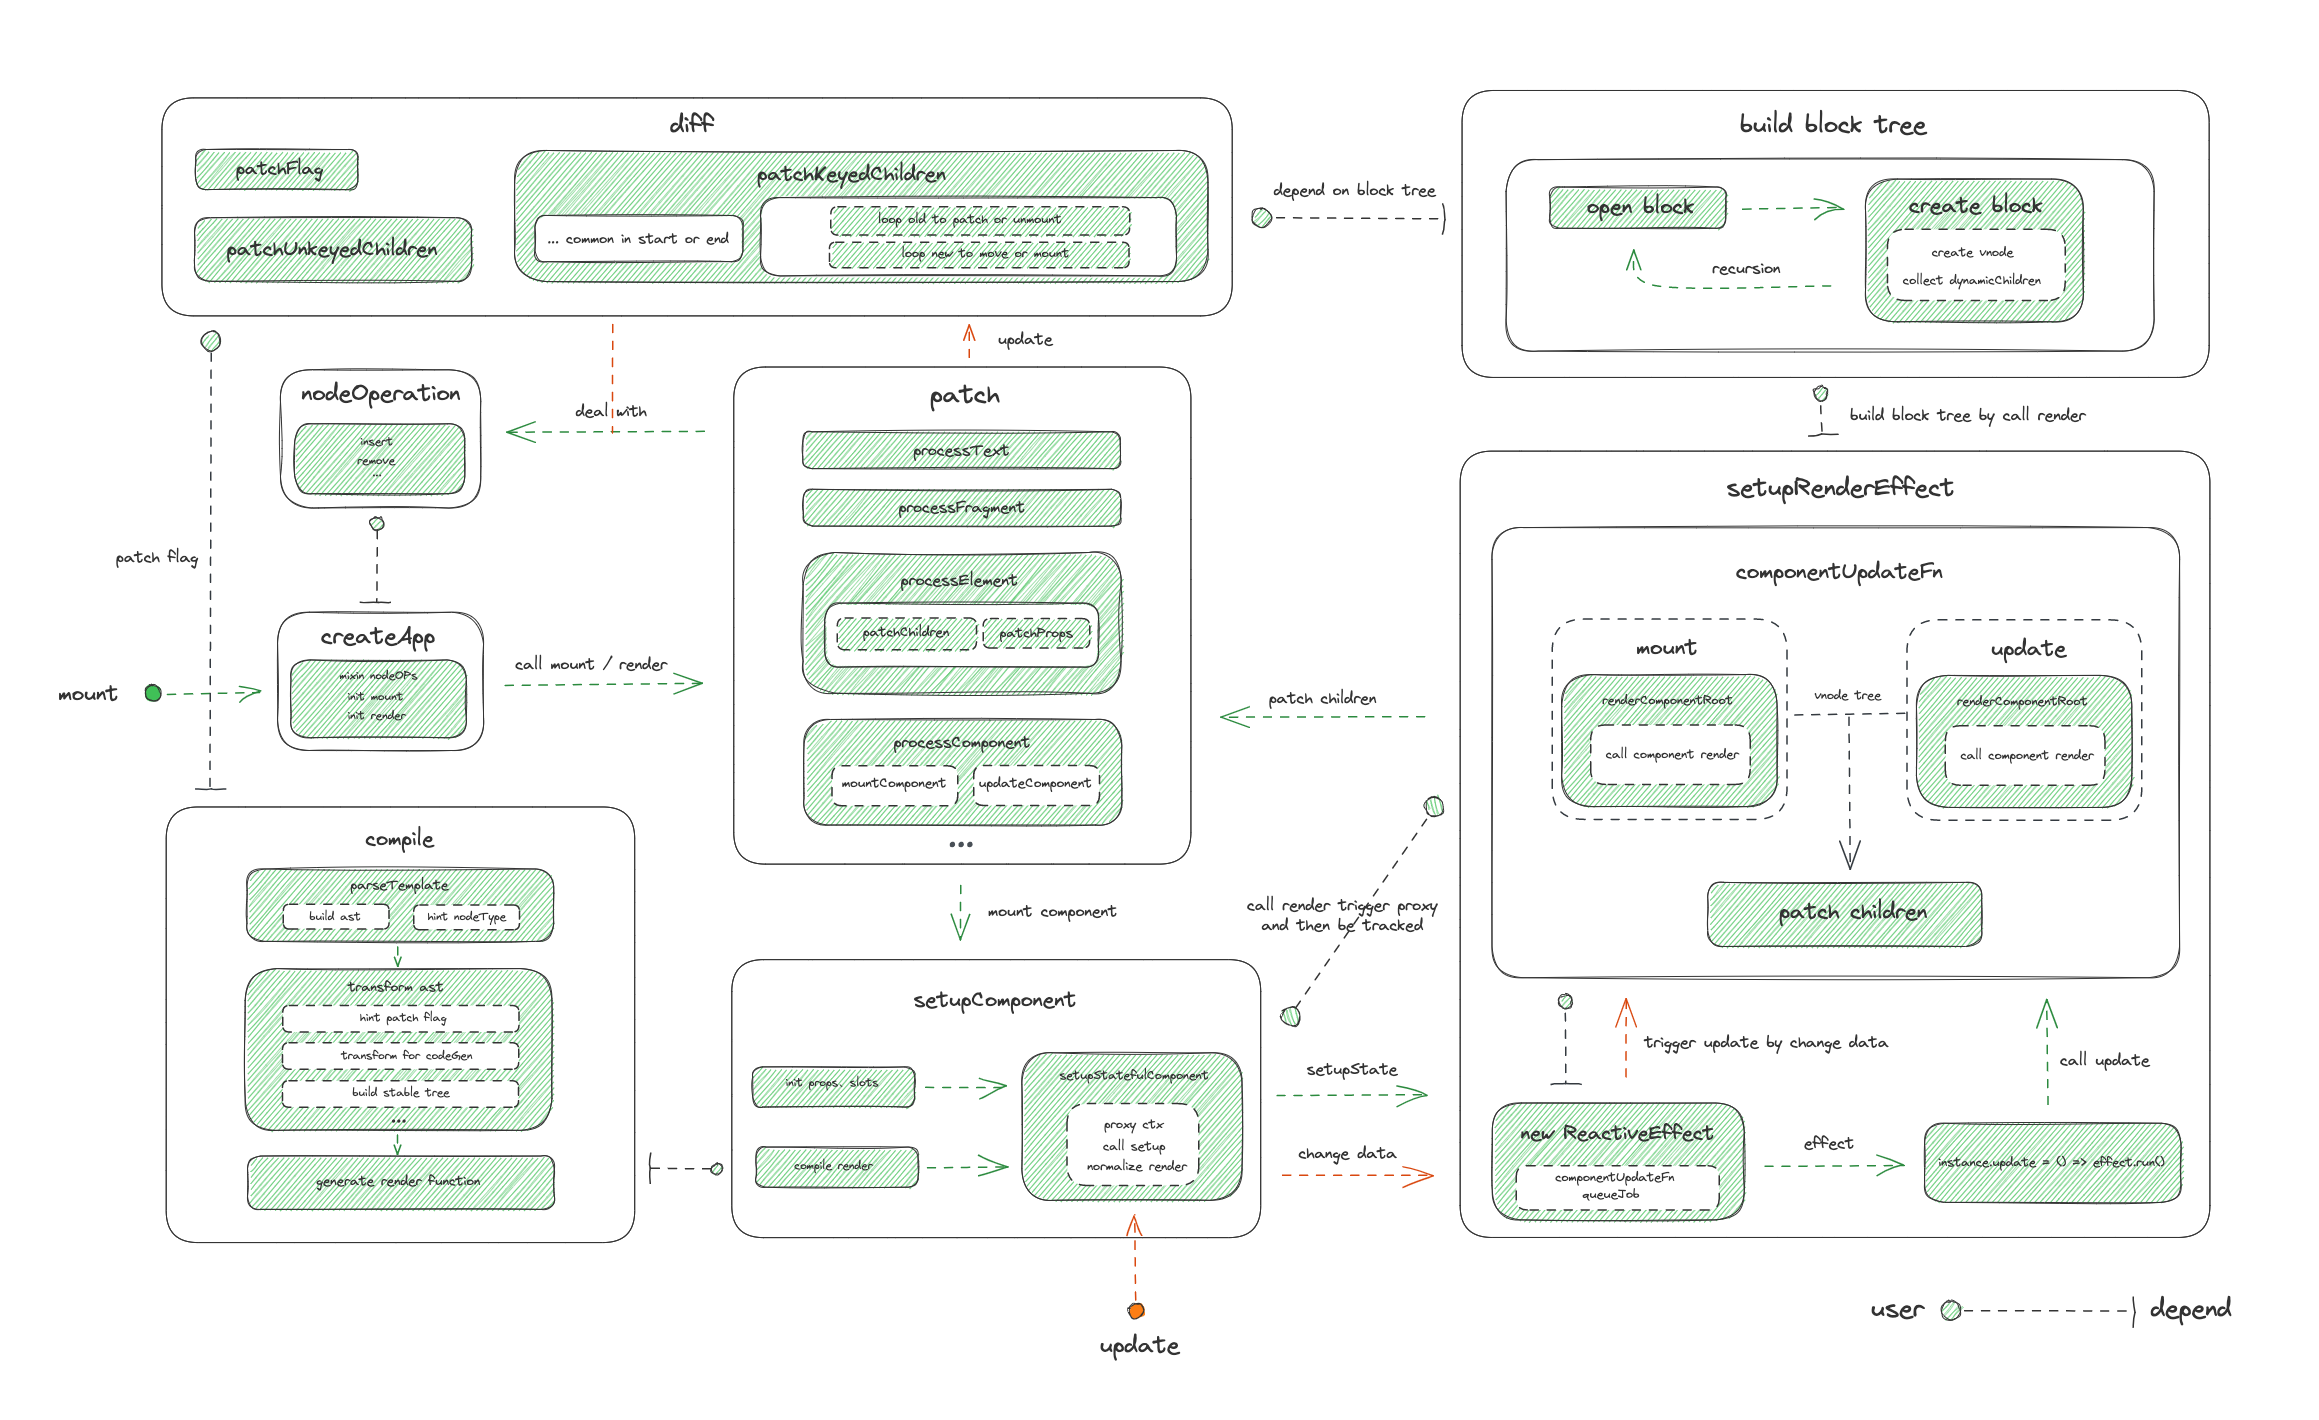 diff
patchFlag
patchUnkeyedChildren
patchKeyedChildren
... common in start or end
loop old to patch or unmount
loop new to move or mount
depend on block tree
build block tree
open block
create block
create vnode
collect dynamicChildren
recursion
build block tree by call render
update
deal with
nodeOperation
insert
remove
...
patch flag
createApp
mixin nodeOPs
init mount
init render
mount
call mount / render
patch
processText
processFragment
processElement
patchChildren
patchProps
processComponent
mountComponent
updateComponent
...
patch children
mount component
setupRenderEffect
componentUpdateFn
mount
renderComponentRoot
call component render
vnode tree
update
renderComponentRoot
call component render
patch children
call render trigger proxy
and then be tracked
trigger update by change data
call update
new ReactiveEffect
componentUpdateFn
queueJob
effect
instance.update = () => effect.run()
compile
parseTemplate
build ast
hint nodeType
transform ast
hint patch flag
transform for codeGen
build stable tree
...
generate render function
setupComponent
init props、slots
compile render
setupStatefulComponent
proxy ctx
call setup
normalize render
setupState
change data
update
user
depend